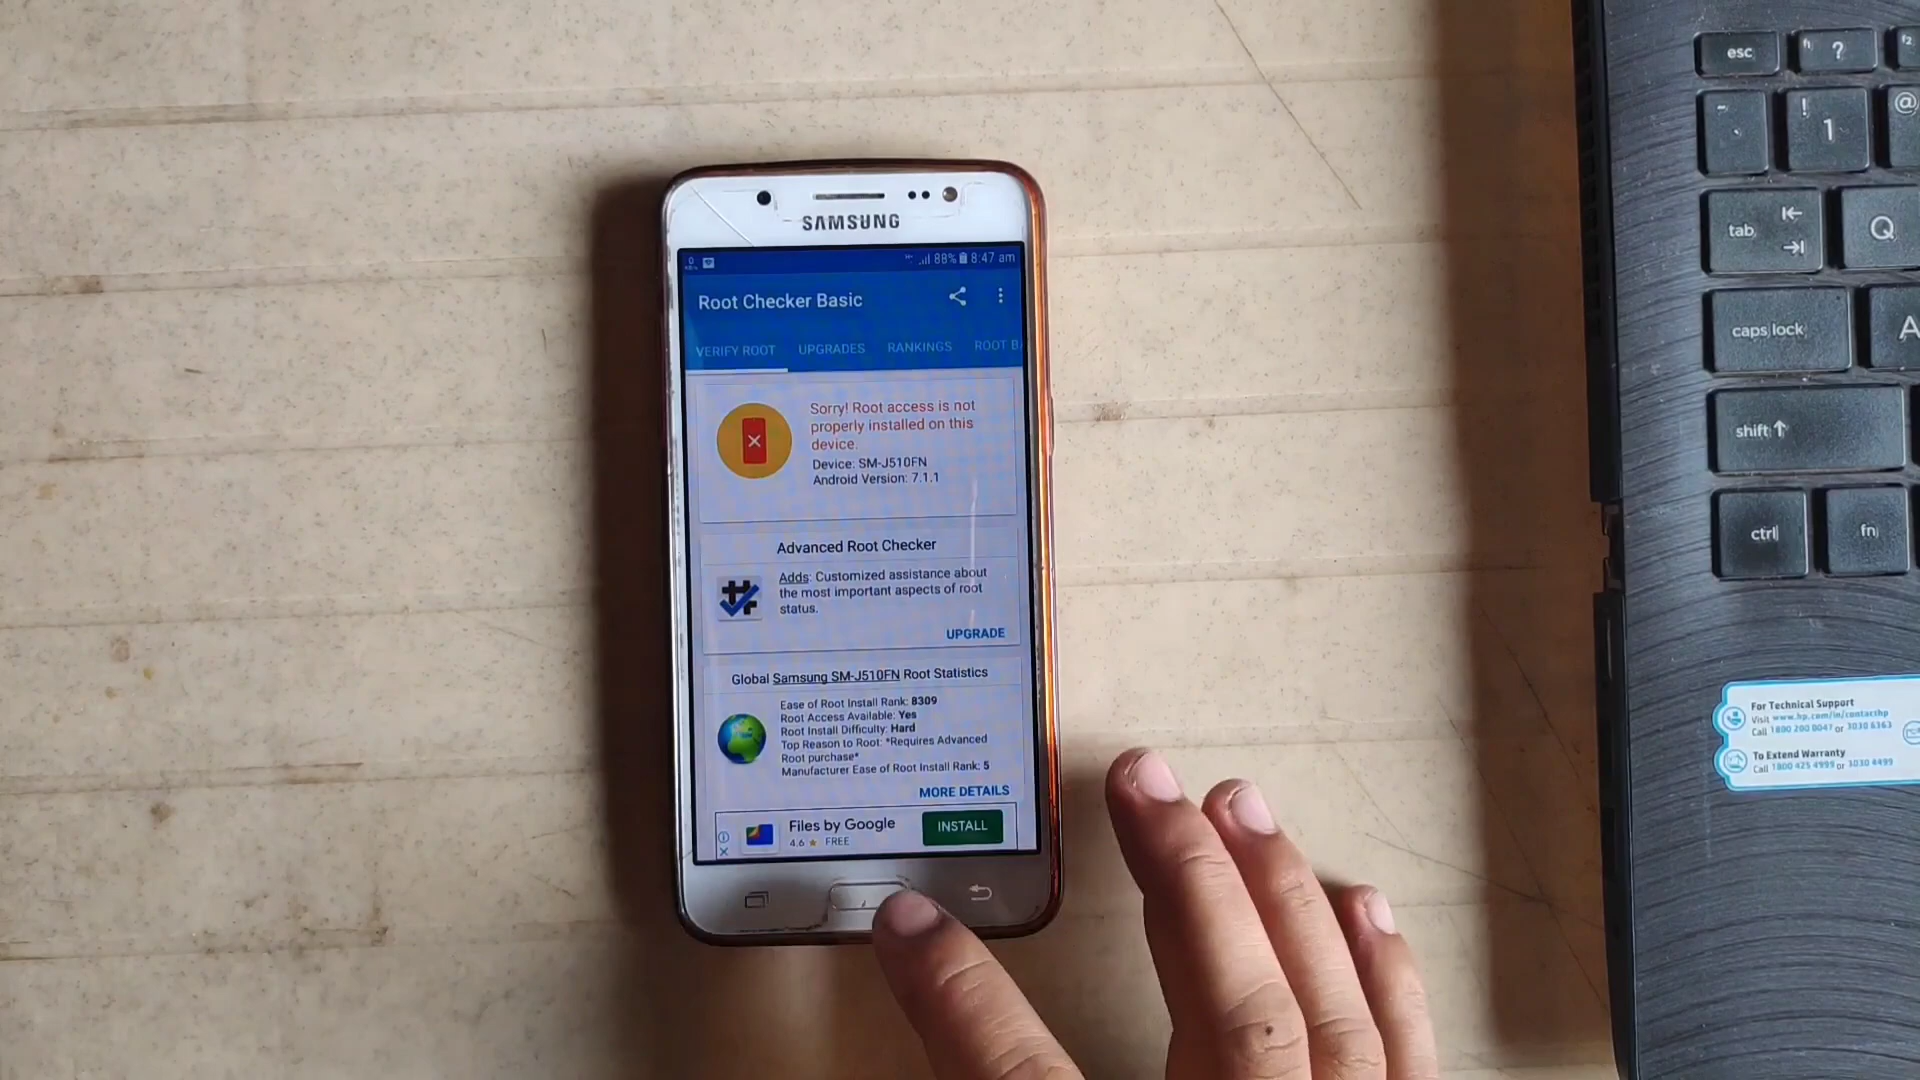 SAMSUNG
88% 8:47 am
Root Checker Basic
VERIFY ROOT UPGRADES RANKINGS ROOT BA
Sorry! Root access is not
properly installed on this
device.
Device: SM-J510FN
Android Version: 7.1.1
Advanced Root Checker
Adds: Customized assistance about
the most important aspects of root
status.
UPGRADE
Global Samsung SM-J510FN Root Statistics
Ease of Root Install Rank: 8309
Root Access Available: Yes
Root Install Difficulty: Hard
Top Reason to Root: *Requires Advanced
Root purchase*
Manufacturer Ease of Root Install Rank: 5
MORE DETAILS
Files by Google
4.6 ★ FREE
INSTALL
esc f1 ? f2
! 1 @
tab Q
caps lock A
shift
ctrl fn
For Technical Support
Visit www.hp.com/in/contacthp
Call 1800 200 0047 or 3030 6363
To Extend Warranty
Call 1800 425 4999 or 3030 4499